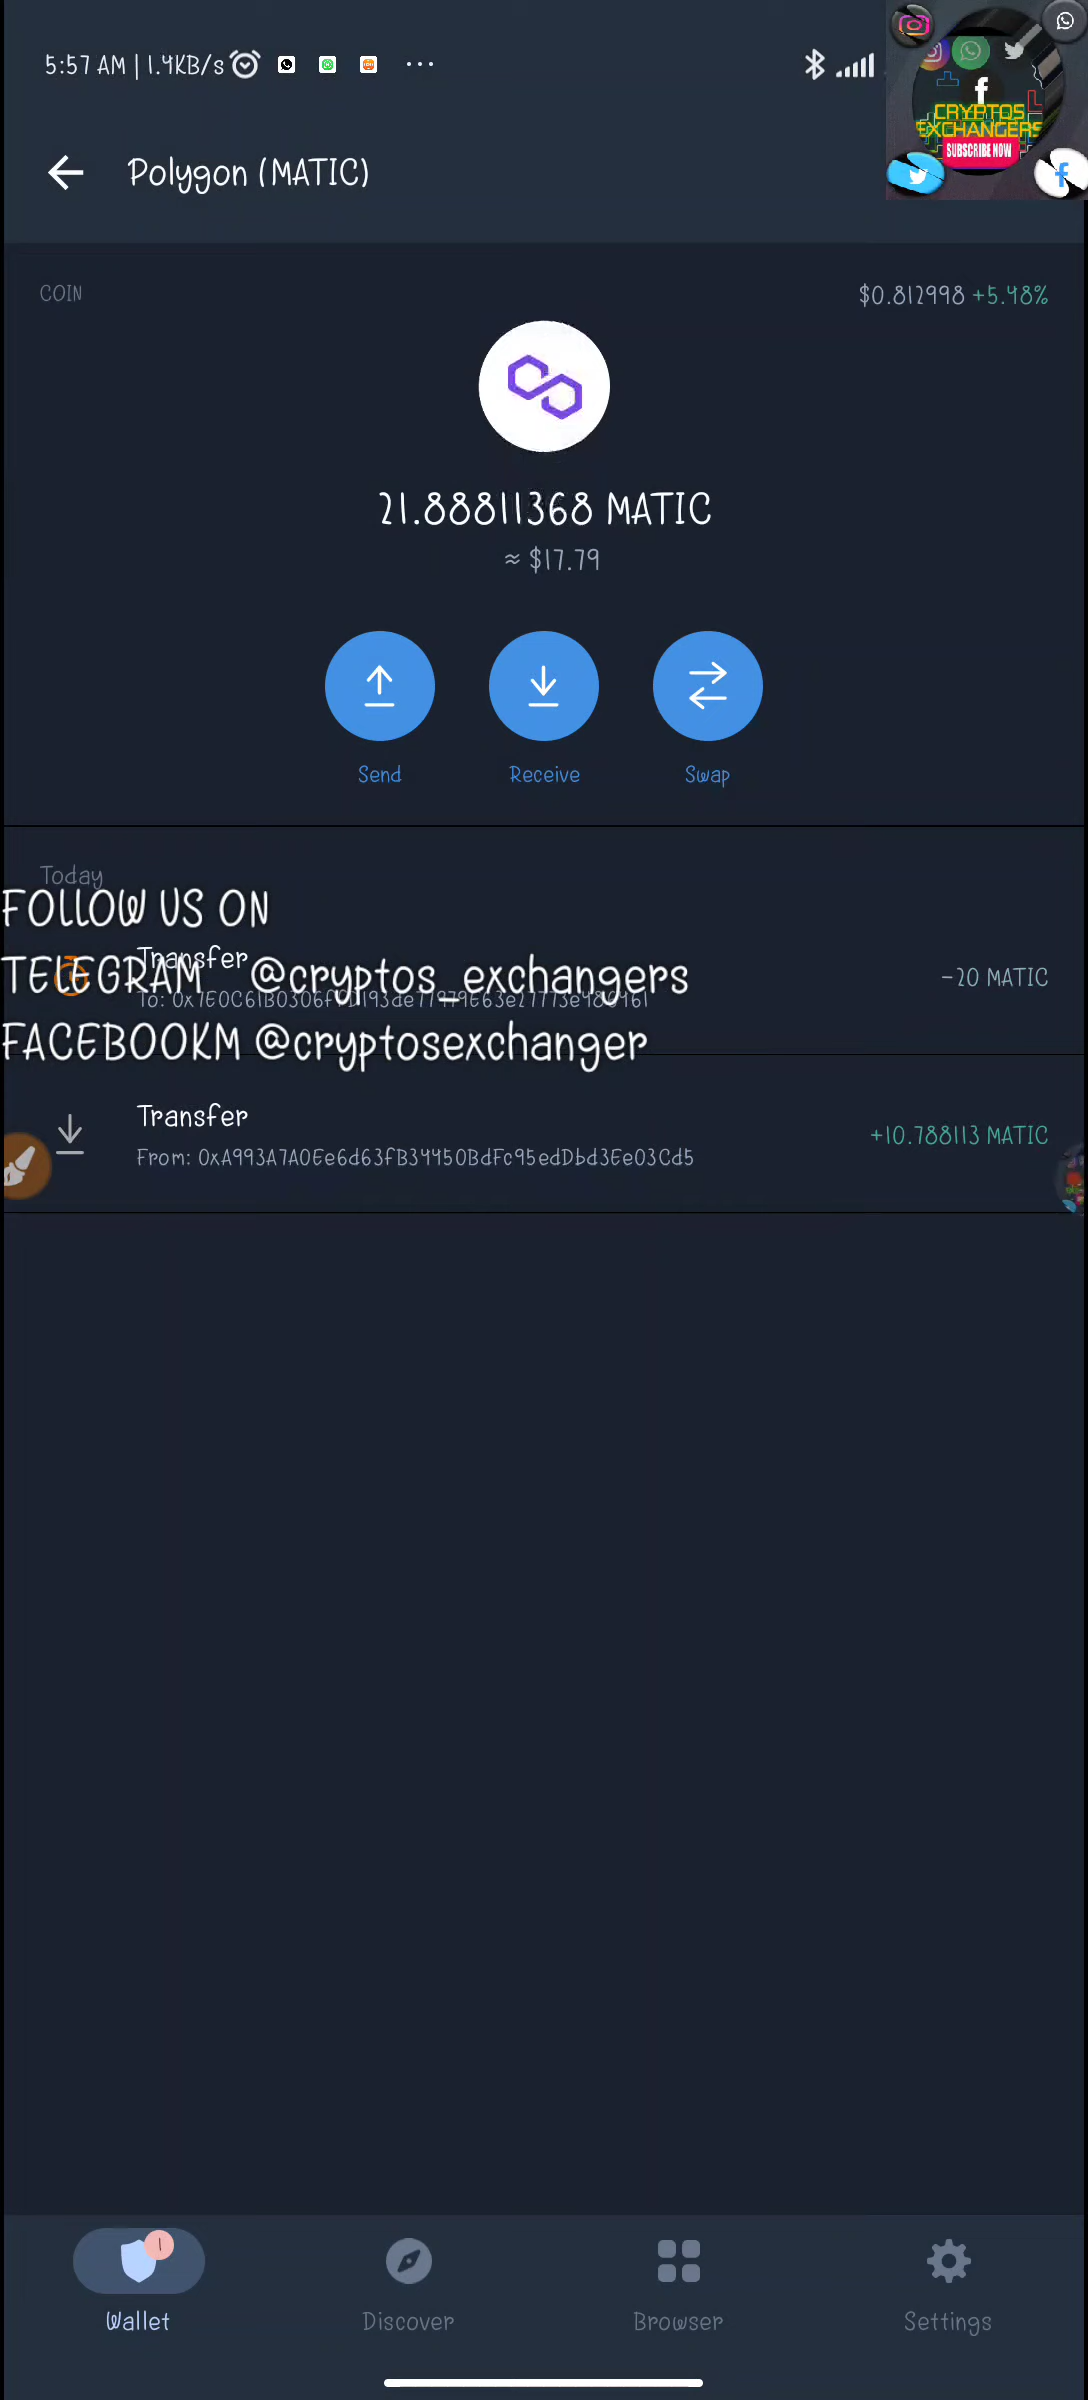 5:57 AM | 1.4KB/s
Polygon (MATIC)
CRYPTOS
EXCHANGERS
SUBSCRIBE NOW
COIN
$0.812998 +5.48%
21.88811368 MATIC
≈ $17.79
Send
Receive
Swap
Today
FOLLOW US ON
Transfer
-20 MATIC
TELEGRAM @cryptos_exchangers
To:
FACEBOOKM @cryptosexchanger
Transfer
+10.788113 MATIC
From: 0xA993A7A0Ee6d63fB34450BdFc95edDbd3Ee03Cd5
1
Wallet
Discover
Browser
Settings